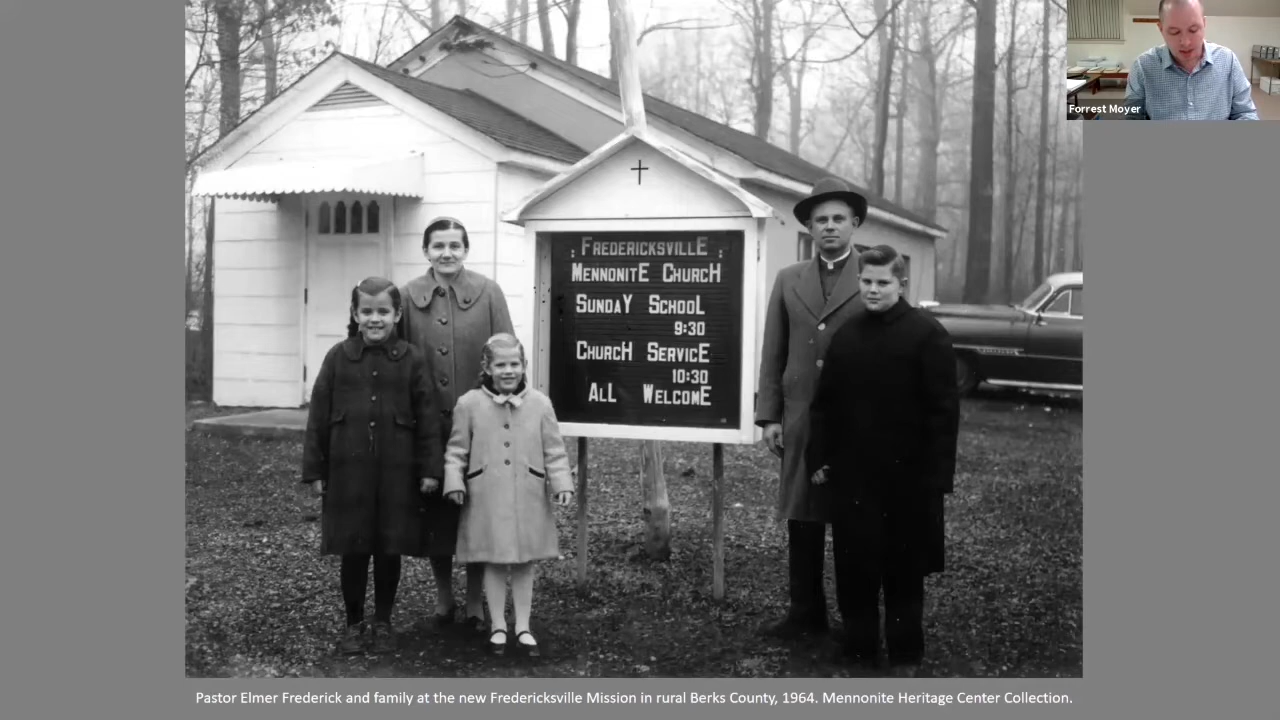 Forrest Moyer
FREDERICKSVILLE
MENNONITE CHURCH
SUNDAY SCHOOL
9:30
CHURCH SERVICE
10:30
ALL WELCOME
Pastor Elmer Frederick and family at the new Fredericksville Mission in rural Berks County, 1964. Mennonite Heritage Center Collection.